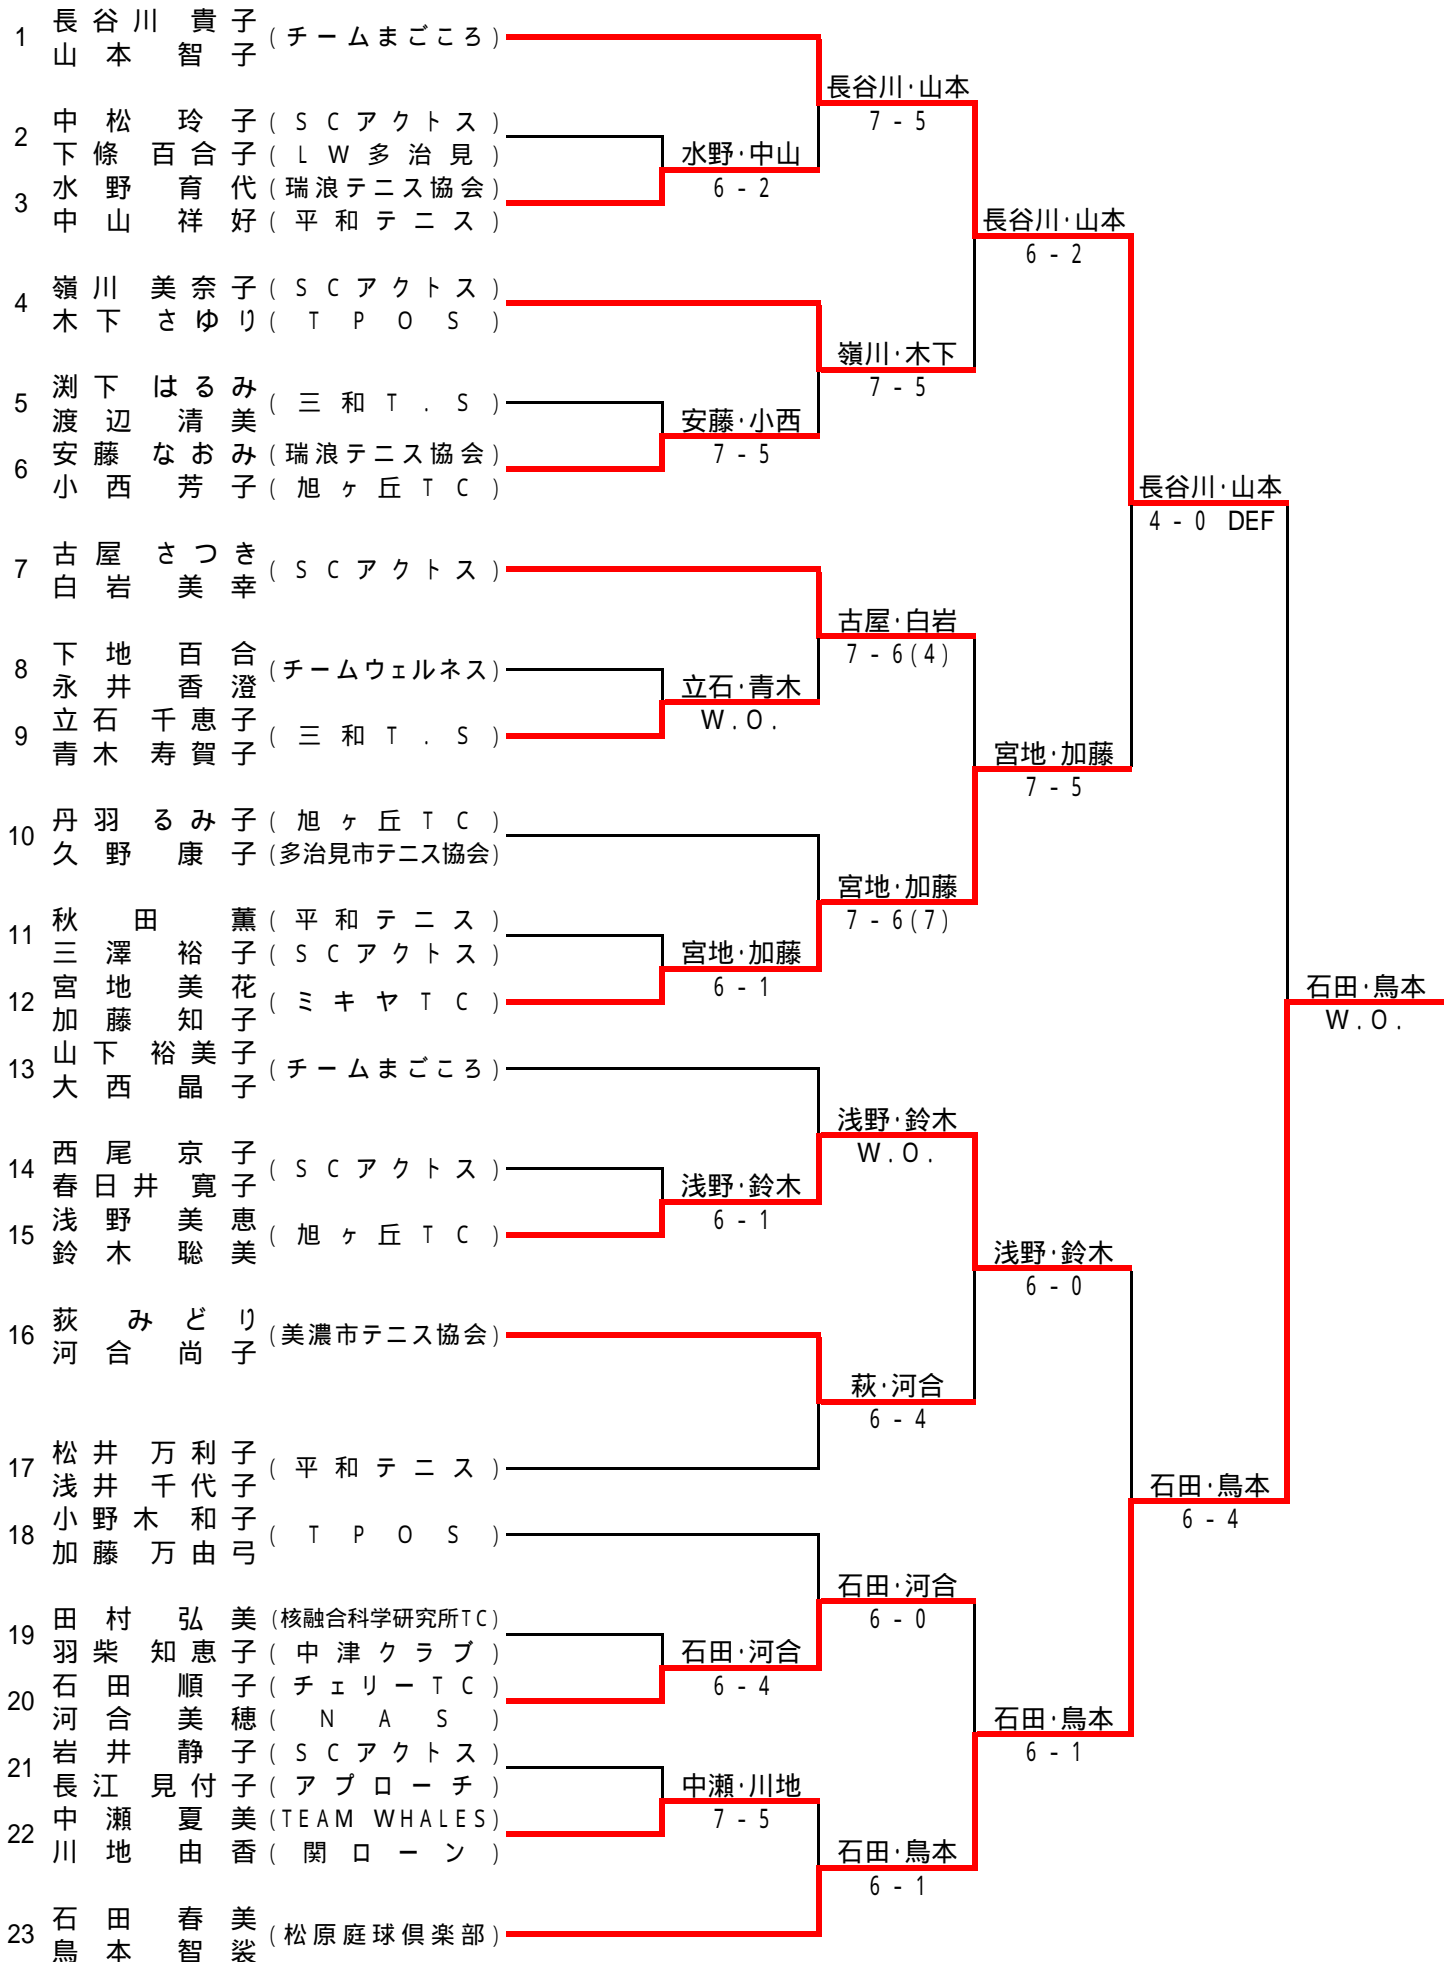 1 長谷川 貴子 (チームまごころ)
山本 智子
長谷川･山本
7 - 5
2 中松 玲子 (SCアクトス)
下條 百合子 (LW多治見)
水野･中山
6 - 2
3 水野 育代 (瑞浪テニス協会)
中山 祥好 (平和テニス)
長谷川･山本
6 - 2
4 嶺川 美奈子 (SCアクトス)
木下 さゆり (TPOS)
嶺川･木下
7 - 5
5 渕下 はるみ (三和T.S)
渡辺 清美
安藤･小西
7 - 5
6 安藤 なおみ (瑞浪テニス協会)
小西 芳子 (旭ヶ丘TC)
長谷川･山本
4 - 0 DEF
7 古屋 さつき (SCアクトス)
白岩 美幸
古屋･白岩
7 - 6(4)
8 下地 百合 (チームウェルネス)
永井 香澄
立石･青木
W.O.
9 立石 千恵子 (三和T.S)
青木 寿賀子
宮地･加藤
7 - 5
10 丹羽 るみ子 (旭ヶ丘TC)
久野 康子 (多治見市テニス協会)
宮地･加藤
7 - 6(7)
11 秋田 薫 (平和テニス)
三澤 裕子 (SCアクトス)
宮地･加藤
6 - 1
12 宮地 美花 (ミキヤTC)
加藤 知子
石田･鳥本
W.O.
13 山下 裕美子 (チームまごころ)
大西 晶子
浅野･鈴木
W.O.
14 西尾 京子 (SCアクトス)
春日井 寛子
浅野･鈴木
6 - 1
15 浅野 美恵 (旭ヶ丘TC)
鈴木 聡美
浅野･鈴木
6 - 0
16 荻 みどり (美濃市テニス協会)
河合 尚子
萩･河合
6 - 4
17 松井 万利子 (平和テニス)
浅井 千代子
石田･鳥本
6 - 4
18 小野木 和子 (TPOS)
加藤 万由弓
石田･河合
6 - 0
19 田村 弘美 (核融合科学研究所TC)
羽柴 知恵子 (中津クラブ)
石田･河合
6 - 4
20 石田 順子 (チェリーTC)
河合 美穂 (NAS)
石田･鳥本
6 - 1
21 岩井 静子 (SCアクトス)
長江 見付子 (アプローチ)
中瀬･川地
7 - 5
22 中瀬 夏美 (TEAM WHALES)
川地 由香 (関ローン)
石田･鳥本
6 - 1
23 石田 春美 (松原庭球倶楽部)
鳥本 智裟